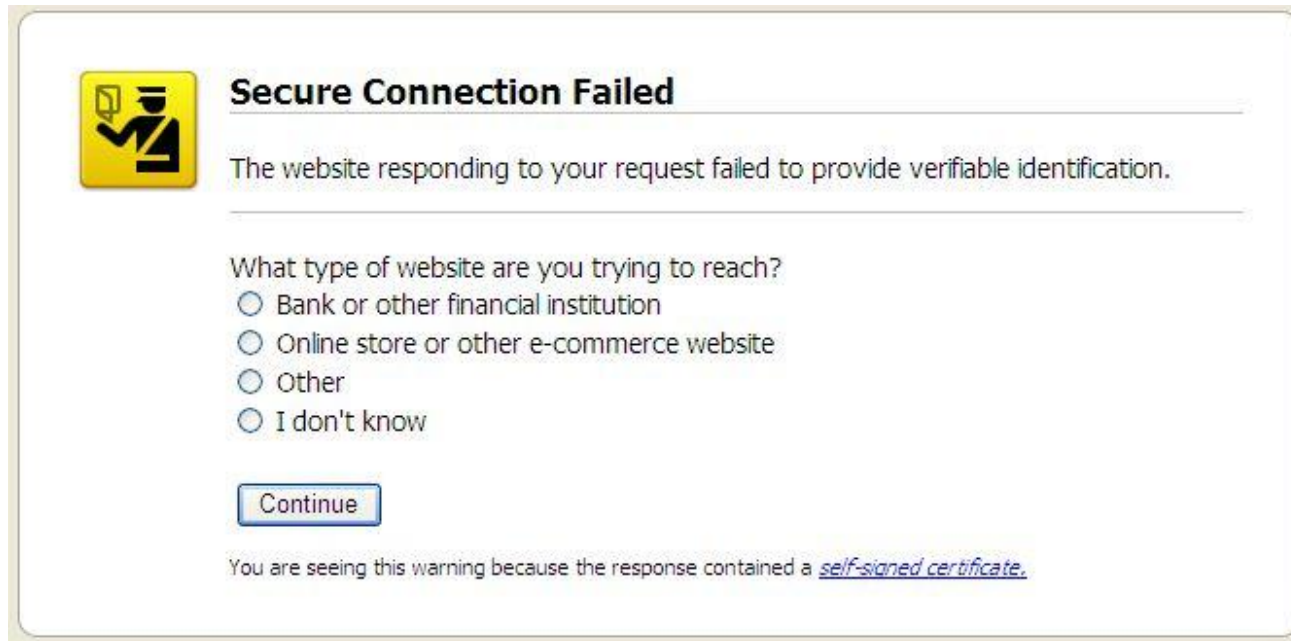 Secure Connection Failed
The website responding to your request failed to provide verifiable identification.
What type of website are you trying to reach?
Bank or other financial institution
Online store or other e-commerce website
Other
I don't know
Continue
You are seeing this warning because the response contained a self-signed certificate.